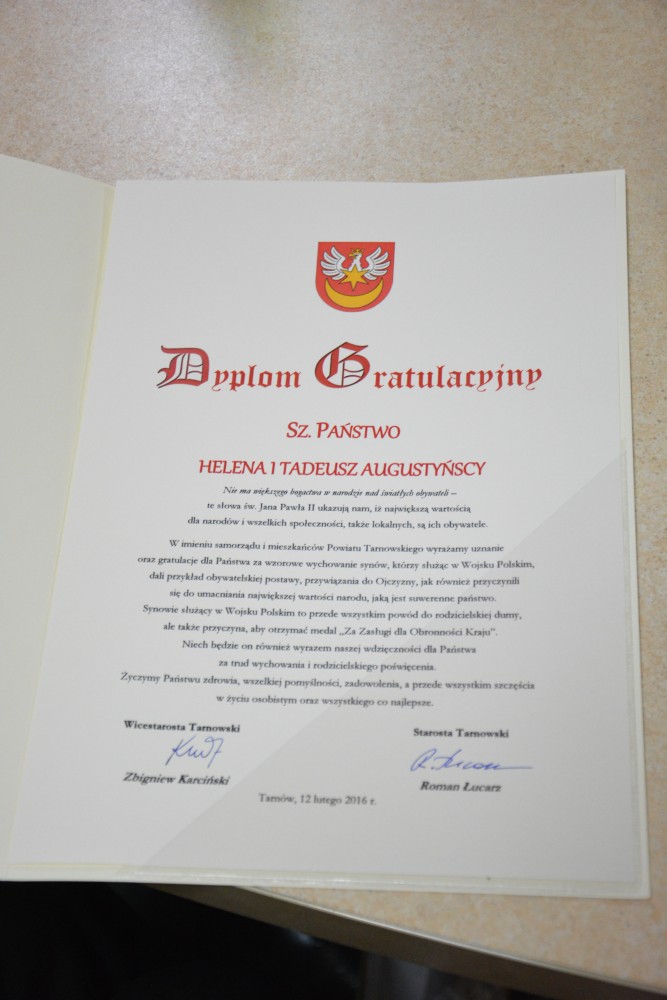 Dyplom Gratulacyjny
SZ. PAŃSTWO
HELENA I TADEUSZ AUGUSTYŃSCY
Nie ma większego bogactwa w narodzie nad światłych obywateli –
te słowa św. Jana Pawła II ukazują nam, iż największą wartością
dla narodów i wszelkich społeczności, także lokalnych, są ich obywatele.
W imieniu samorządu i mieszkańców Powiatu Tarnowskiego wyrażamy uznanie
oraz gratulacje dla Państwa za wzorowe wychowanie synów, którzy służąc w Wojsku Polskim,
dali przykład obywatelskiej postawy, przywiązania do Ojczyzny, jak również przyczynili
się do umacniania największej wartości narodu, jaką jest suwerenne państwo.
Synowie służący w Wojsku Polskim to przede wszystkim powód do rodzicielskiej dumy,
ale także przyczyna, aby otrzymać medal „Za Zasługi dla Obronności Kraju”.
Niech będzie on również wyrazem naszej wdzięczności dla Państwa
za trud wychowania i rodzicielskiego poświęcenia.
Życzymy Państwu zdrowia, wszelkiej pomyślności, zadowolenia, a przede wszystkim szczęścia
w życiu osobistym oraz wszystkiego co najlepsze.
Wicestarosta Tarnowski
Zbigniew Karciński
Starosta Tarnowski
R. Łucarz
Roman Łucarz
Tarnów, 12 lutego 2016 r.